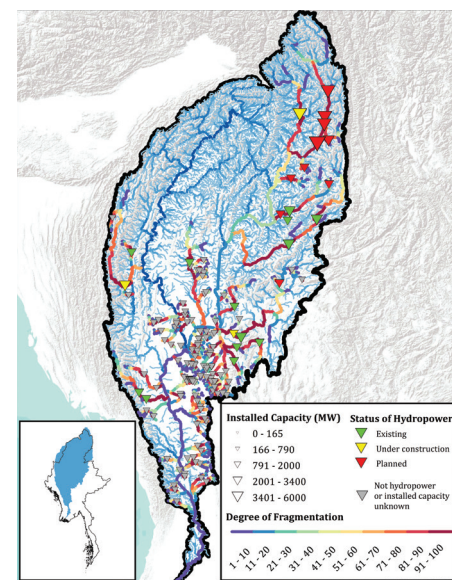 Installed Capacity (MW)
0 - 165
166 - 790
791 - 2000
2001 - 3400
3401 - 6000
Status of Hydropower
Existing
Under construction
Planned
Not hydropower
or installed capacity
unknown
Degree of Fragmentation
1 - 10
11 - 20
21 - 30
31 - 40
41 - 50
51 - 60
61 - 70
71 - 80
81 - 90
91 - 100